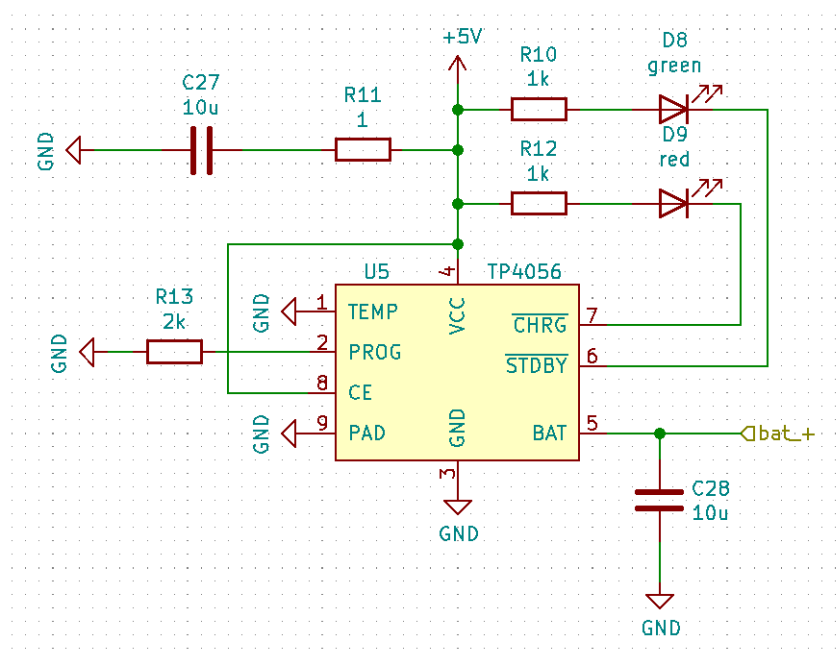 +5V
D8
green
R10
1k
C27
10u
R11
1
GND
D9
red
R12
1k
U5
TP4056
4
VCC
GND
1
TEMP
CHRG
7
R13
2k
GND
2
PROG
STDBY
6
8
CE
GND
9
PAD
GND
BAT
5
bat_+
3
GND
C28
10u
GND